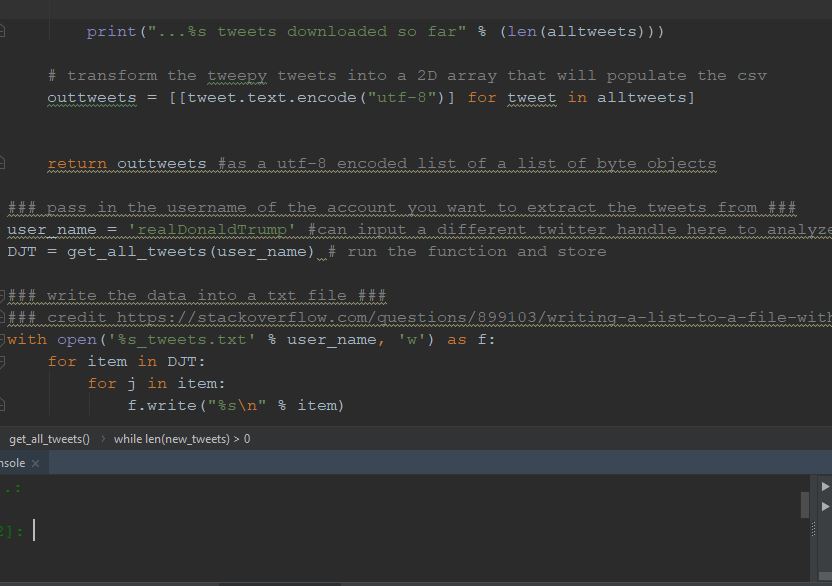 print("...%s tweets downloaded so far" % (len(alltweets)))
# transform the tweepy tweets into a 2D array that will populate the csv
outtweets = [[tweet.text.encode("utf-8")] for tweet in alltweets]
return outtweets #as a utf-8 encoded list of a list of byte objects
### pass in the username of the account you want to extract the tweets from ###
user_name = 'realDonaldTrump' #can input a different twitter handle here to analyze
DJT = get_all_tweets(user_name) # run the function and store
### write the data into a txt file ###
### credit https://stackoverflow.com/questions/899103/writing-a-list-to-a-file-with
with open('%s_tweets.txt' % user_name, 'w') as f:
for item in DJT:
for j in item:
f.write("%s\n" % item)
get_all_tweets() › while len(new_tweets) > 0
nsole ×
.:
2]: